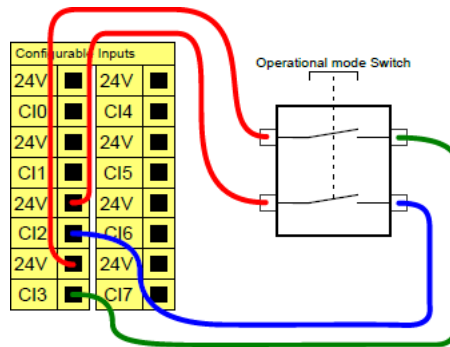 Configurable Inputs
24V 24V
CI0 CI4
24V 24V
CI1 CI5
24V 24V
CI2 CI6
24V 24V
CI3 CI7
Operational mode Switch